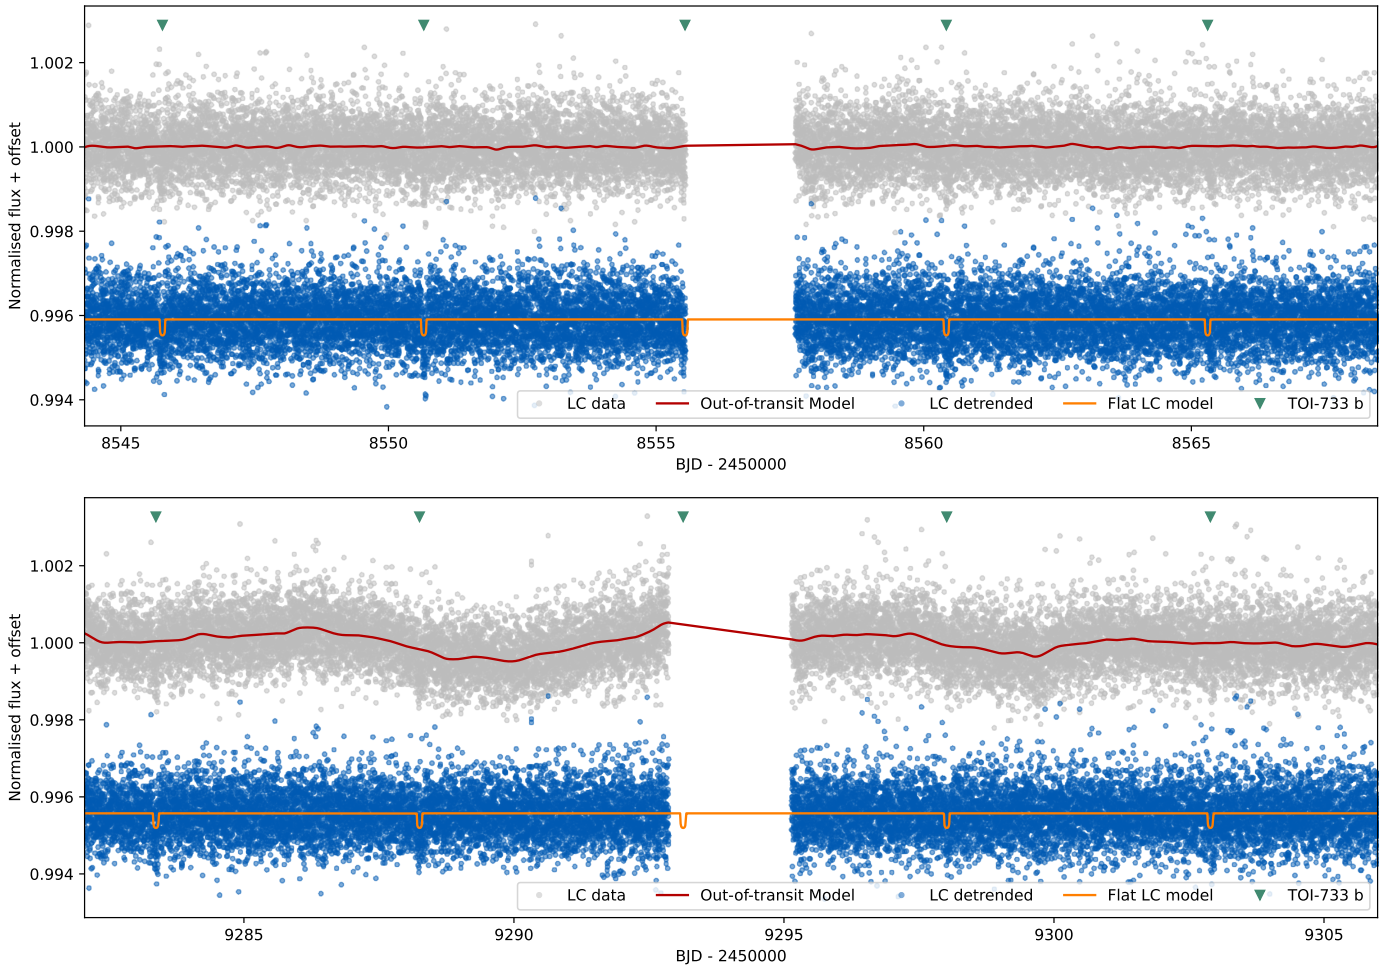 1.002
1.000
0.998
0.996
0.994
Normalised flux + offset
LC data Out-of-transit Model LC detrended Flat LC model TOI-733 b
8545 8550 8555 8560 8565
BJD - 2450000
1.002
1.000
0.998
0.996
0.994
Normalised flux + offset
LC data Out-of-transit Model LC detrended Flat LC model TOI-733 b
9285 9290 9295 9300 9305
BJD - 2450000